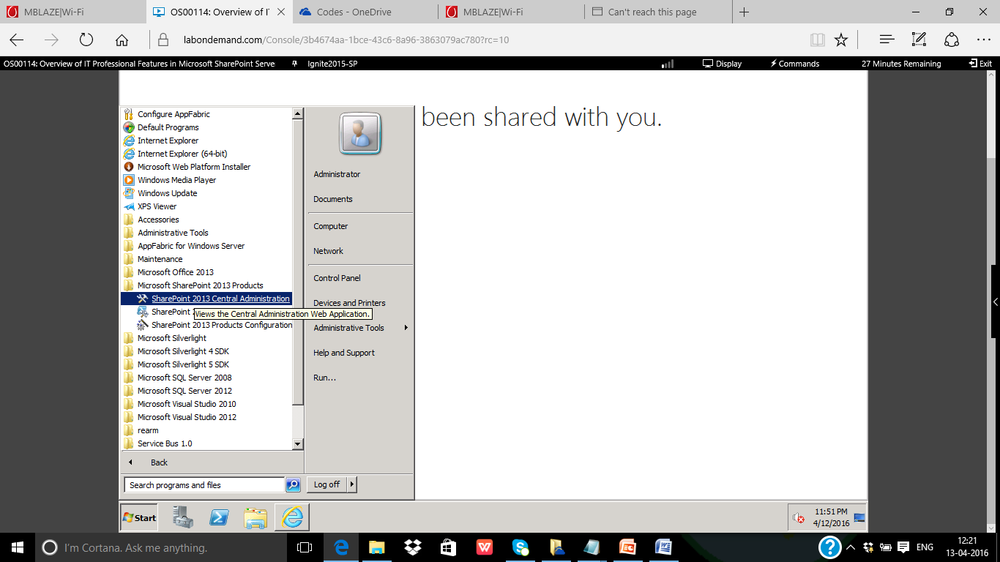 MBLAZE|Wi-Fi
OS00114: Overview of IT
Codes - OneDrive
MBLAZE|Wi-Fi
Can't reach this page
labondemand.com/Console/3b4674aa-1bce-43c6-8a96-3863079ac780?rc=10
OS00114: Overview of IT Professional Features in Microsoft SharePoint Serve
Ignite2015-SP
Display
Commands
27 Minutes Remaining
Exit
been shared with you.
Configure AppFabric
Default Programs
Internet Explorer
Internet Explorer (64-bit)
Microsoft Web Platform Installer
Windows Media Player
Windows Update
XPS Viewer
Accessories
Administrative Tools
AppFabric for Windows Server
Maintenance
Microsoft Office 2013
Microsoft SharePoint 2013 Products
SharePoint 2013 Central Administration
SharePoint 2
Views the Central Administration Web Application.
SharePoint 2013 Products Configuration
Microsoft Silverlight
Microsoft Silverlight 4 SDK
Microsoft Silverlight 5 SDK
Microsoft SQL Server 2008
Microsoft SQL Server 2012
Microsoft Visual Studio 2010
Microsoft Visual Studio 2012
rearm
Service Bus 1.0
Back
Search programs and files
Administrator
Documents
Computer
Network
Control Panel
Devices and Printers
Administrative Tools
Help and Support
Run...
Log off
Start
11:51 PM
4/12/2016
I'm Cortana. Ask me anything.
ENG
12:21
13-04-2016